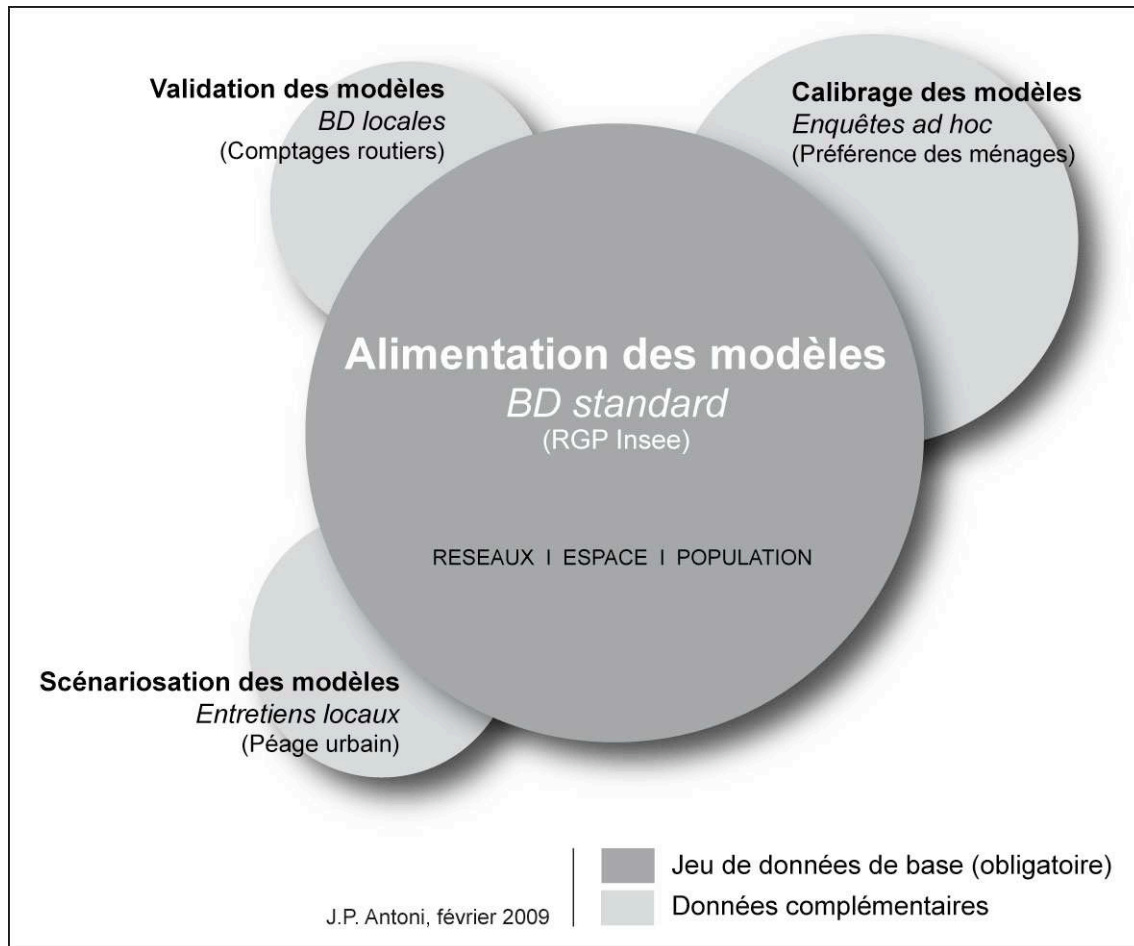 Validation des modèles
BD locales
(Comptages routiers)
Calibrage des modèles
Enquêtes ad hoc
(Préférence des ménages)
Alimentation des modèles
BD standard
(RGP Insee)
RESEAUX I ESPACE I POPULATION
Scénariosation des modèles
Entretiens locaux
(Péage urbain)
J.P. Antoni, février 2009
Jeu de données de base (obligatoire)
Données complémentaires